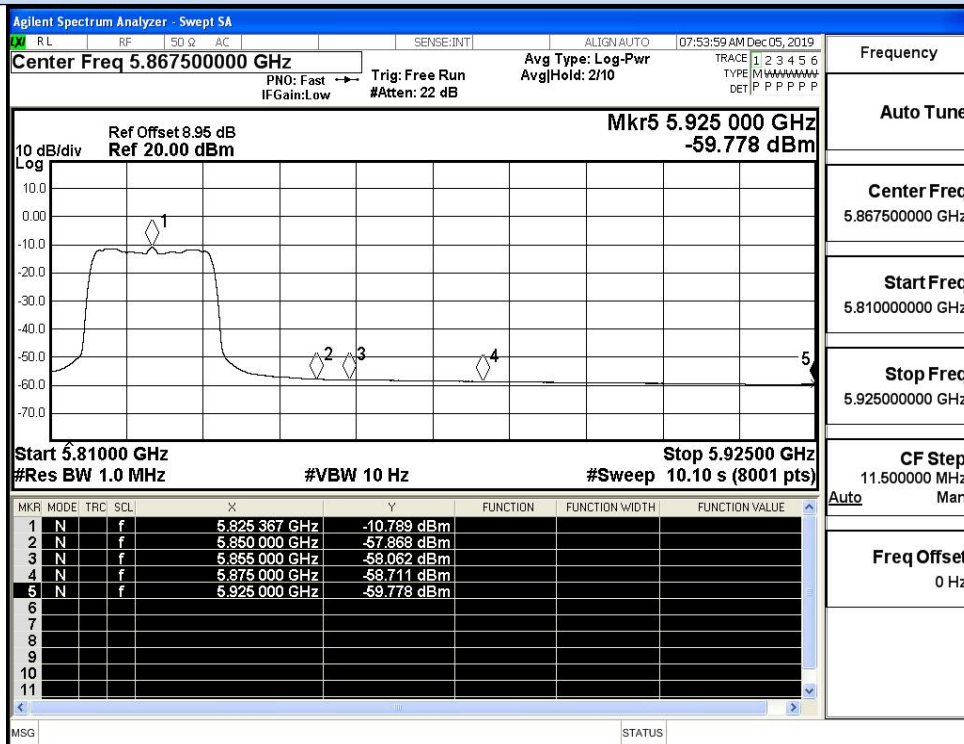 Agilent Spectrum Analyzer - Swept SA
LXI RL RF 50 Ω AC SENSE:INT ALIGN AUTO 07:53:59 AM Dec 05, 2019
Center Freq 5.867500000 GHz
PNO: Fast
IFGain:Low
Trig: Free Run
#Atten: 22 dB
Avg Type: Log-Pwr
Avg|Hold: 2/10
TRACE 1 2 3 4 5 6
TYPE M WWWWW
DET P P P P P P
Mkr5 5.925 000 GHz
-59.778 dBm
Ref Offset 8.95 dB
10 dB/div Ref 20.00 dBm
Log
10.0
0.00
-10.0
-20.0
-30.0
-40.0
-50.0
-60.0
-70.0
1
2
3
4
5
Start 5.81000 GHz
Stop 5.92500 GHz
#Res BW 1.0 MHz
#VBW 10 Hz
#Sweep 10.10 s (8001 pts)
MKR MODE TRC SCL X Y FUNCTION FUNCTION WIDTH FUNCTION VALUE
1 N f 5.825 367 GHz -10.789 dBm
2 N f 5.850 000 GHz -57.868 dBm
3 N f 5.855 000 GHz -58.062 dBm
4 N f 5.875 000 GHz -58.711 dBm
5 N f 5.925 000 GHz -59.778 dBm
6
7
8
9
10
11
MSG
STATUS
Frequency
Auto Tune
Center Freq
5.867500000 GHz
Start Freq
5.810000000 GHz
Stop Freq
5.925000000 GHz
CF Step
11.500000 MHz
Auto Man
Freq Offset
0 Hz